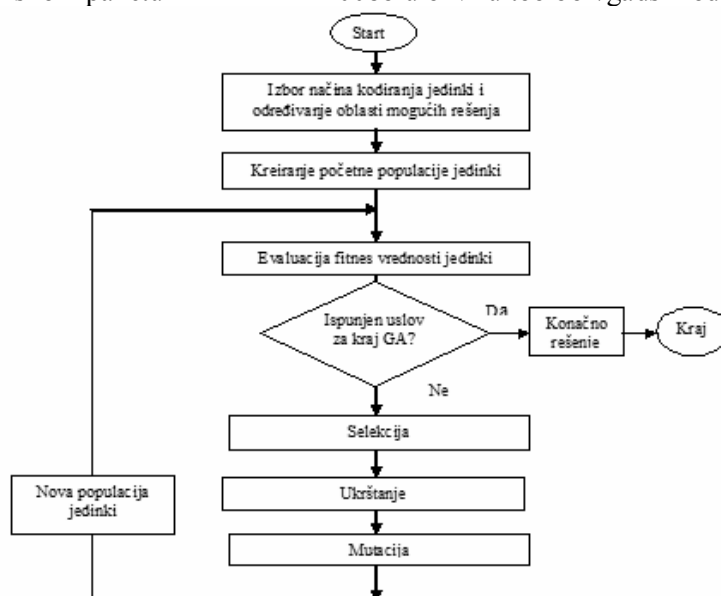 Start
Izbor načina kodiranja jedinki i
određivanje oblasti mogućih rešenja
Kreiranje početne populacije jedinki
Evaluacija fitnes vrednosti jedinki
Ispunjen uslov
za kraj GA?
Da
Konačno
rešenje
Kraj
Ne
Selekcija
Nova populacija
jedinki
Ukrštanje
Mutacija